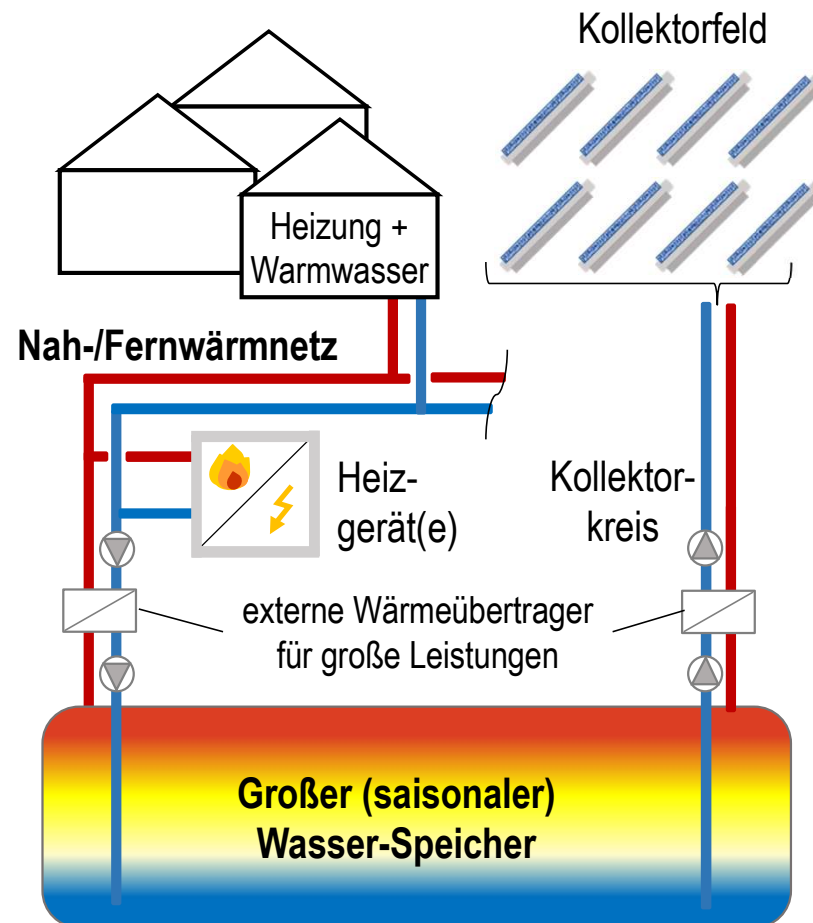 Kollektorfeld
Heizung +
Warmwasser
Nah-/Fernwärmnetz
Heiz-
gerät(e)
Kollektor-
kreis
externe Wärmeübertrager
für große Leistungen
Großer (saisonaler)
Wasser-Speicher